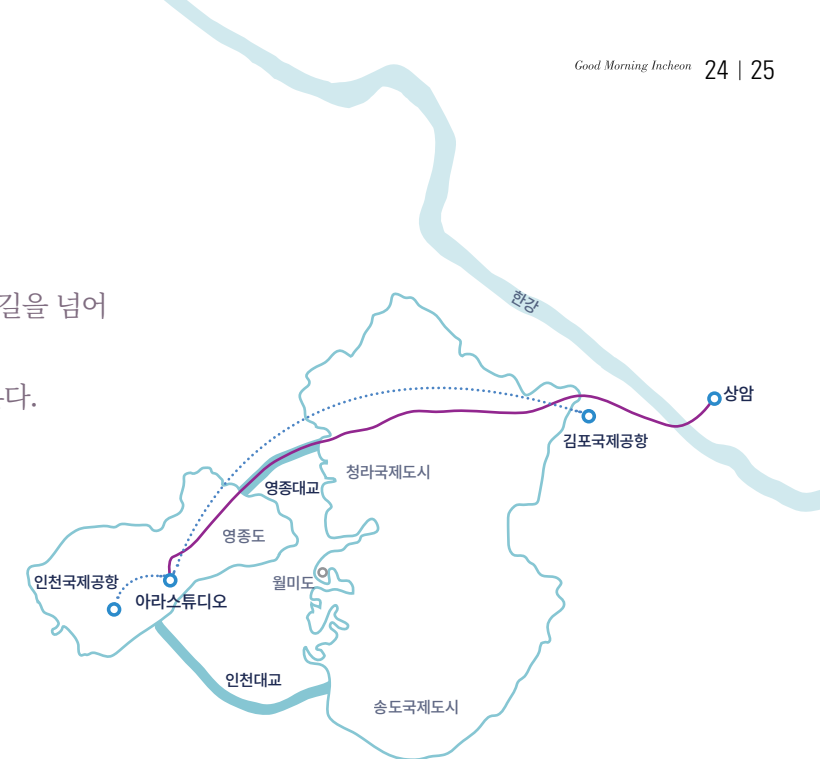 Good Morning Incheon 24 | 25
길을 넘어
다.
한강
상암
김포국제공항
청라국제도시
영종대교
영종도
월미도
인천국제공항
아라스튜디오
인천대교
송도국제도시